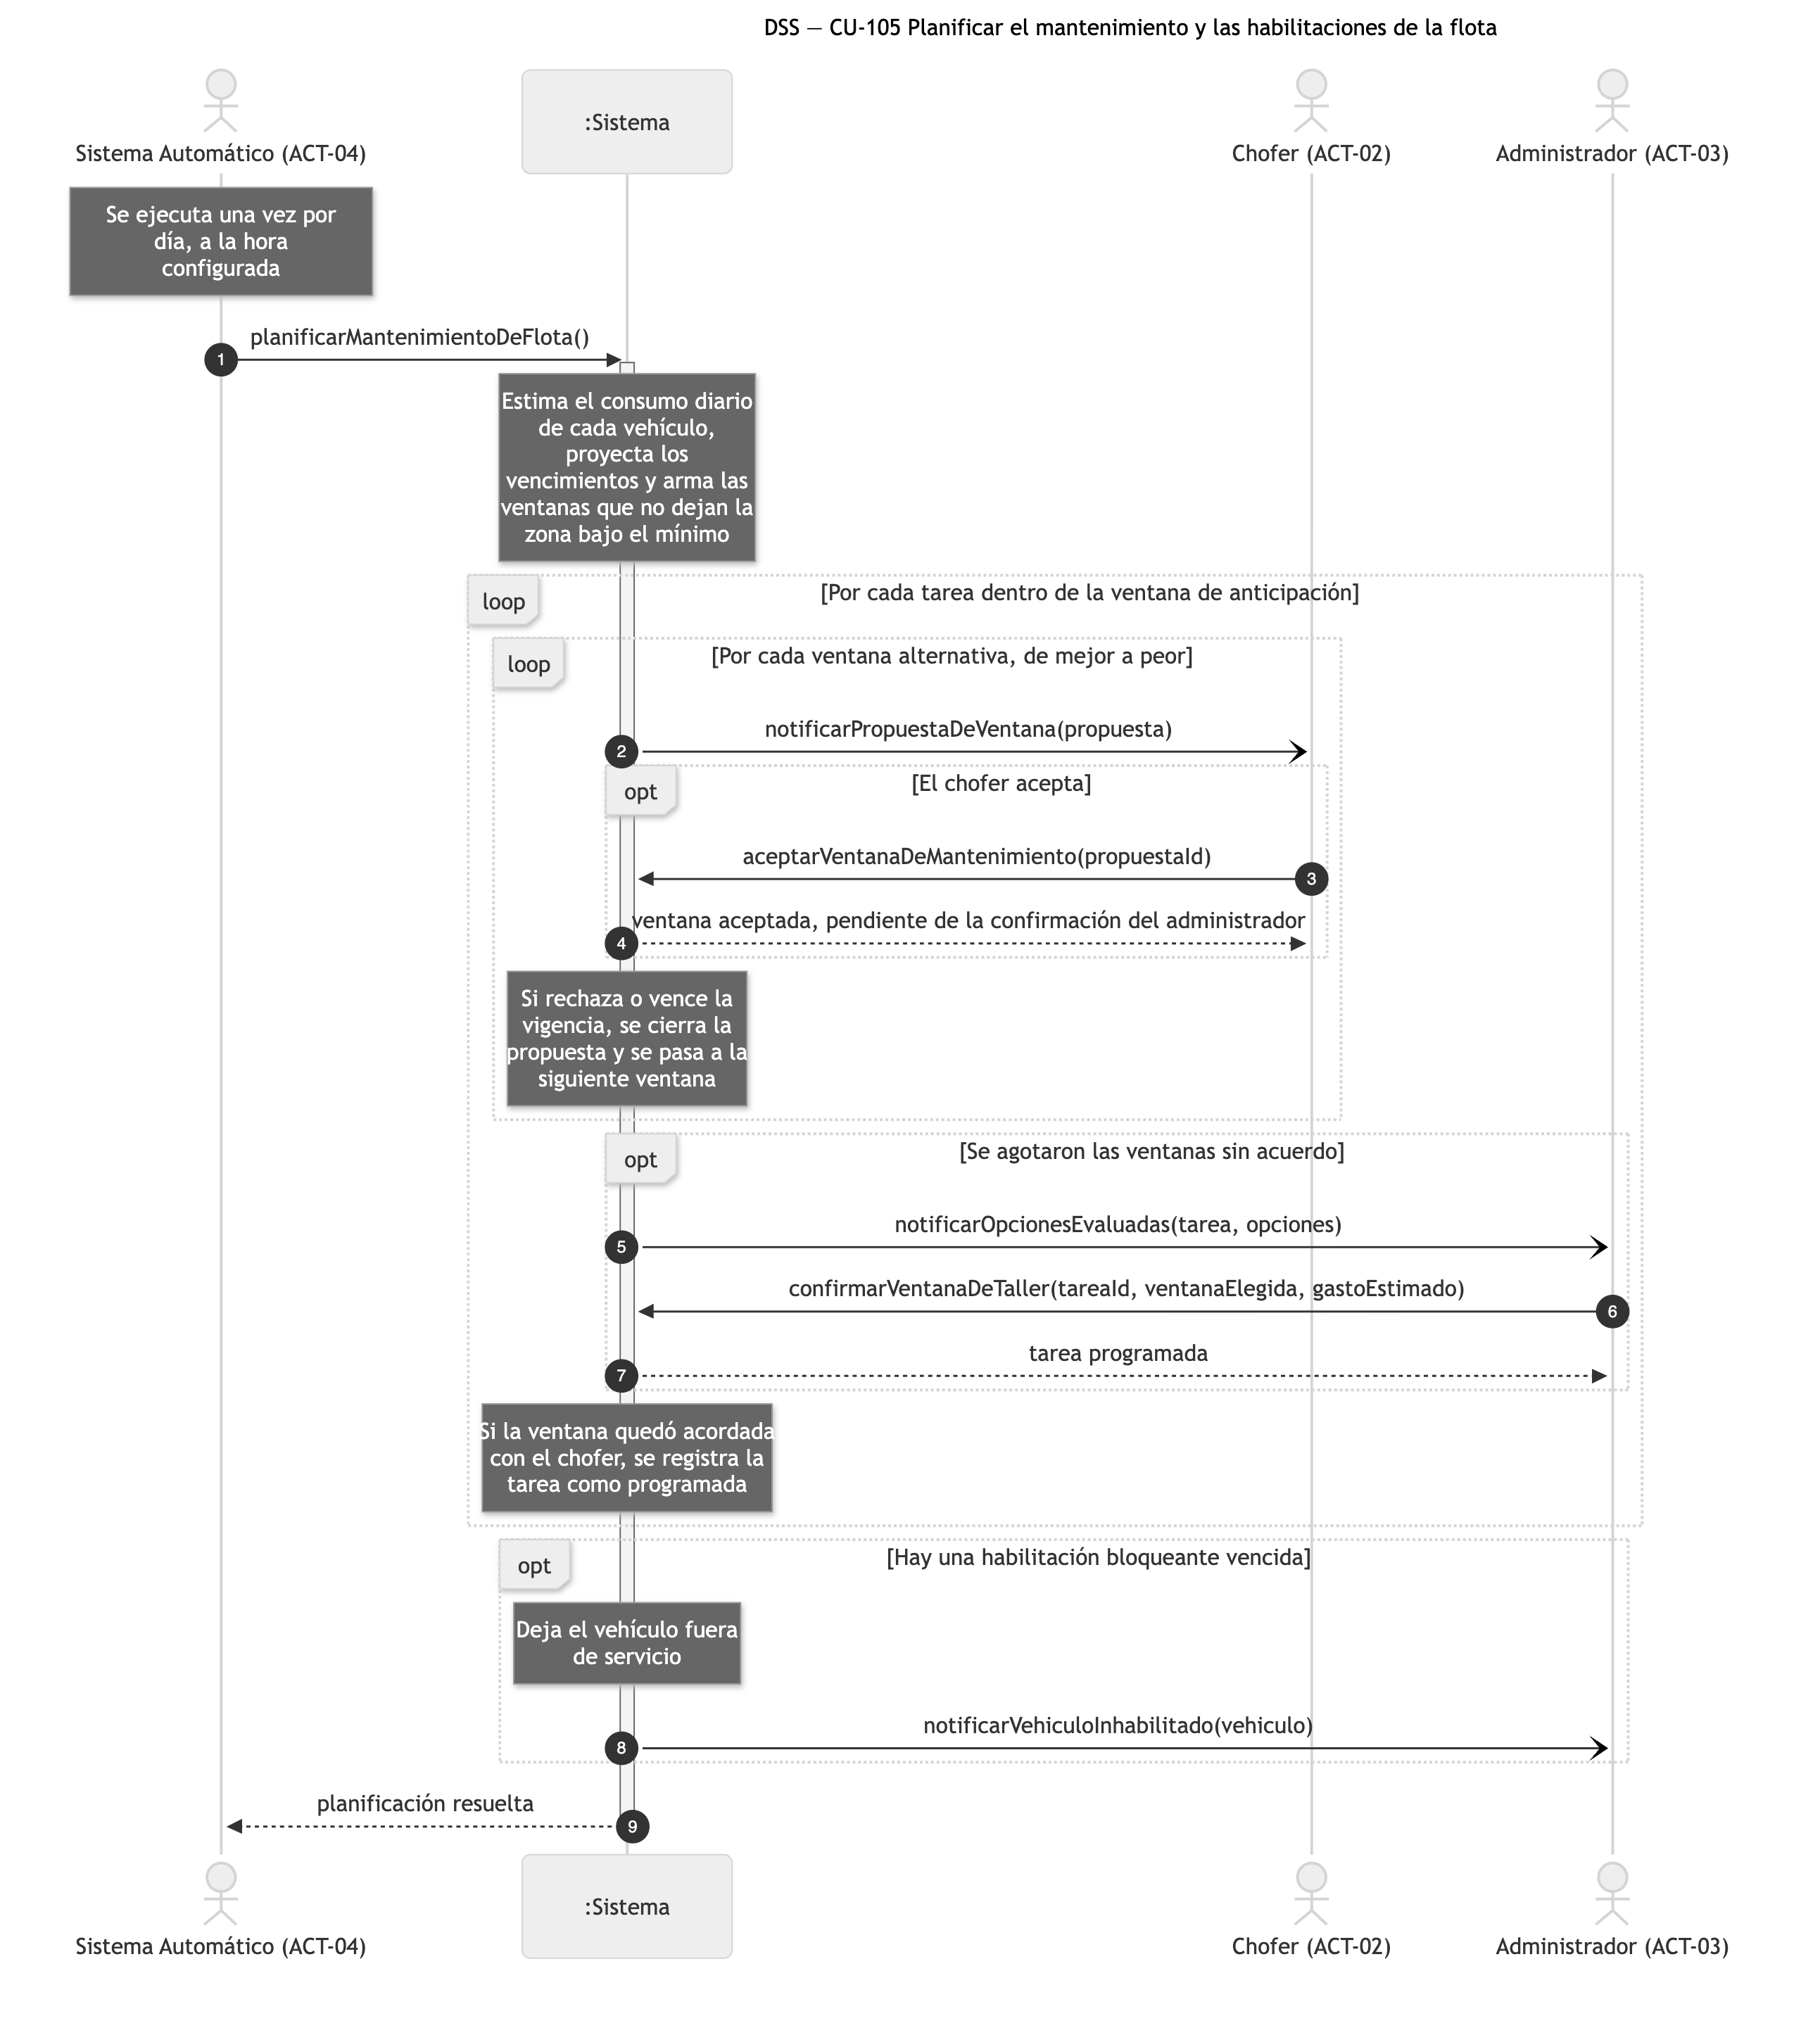 DSS — CU-105 Planificar el mantenimiento y las habilitaciones de la flota
Sistema Automático (ACT-04)
:Sistema
Chofer (ACT-02)
Administrador (ACT-03)
Se ejecuta una vez por
día, a la hora
configurada
planificarMantenimientoDeFlota()
1
Estima el consumo diario
de cada vehículo,
proyecta los
vencimientos y arma las
ventanas que no dejan la
zona bajo el mínimo
loop
[Por cada tarea dentro de la ventana de anticipación]
loop
[Por cada ventana alternativa, de mejor a peor]
notificarPropuestaDeVentana(propuesta)
2
opt
[El chofer acepta]
aceptarVentanaDeMantenimiento(propuestaId)
3
ventana aceptada, pendiente de la confirmación del administrador
4
Si rechaza o vence la
vigencia, se cierra la
propuesta y se pasa a la
siguiente ventana
opt
[Se agotaron las ventanas sin acuerdo]
notificarOpcionesEvaluadas(tarea, opciones)
5
confirmarVentanaDeTaller(tareaId, ventanaElegida, gastoEstimado)
6
tarea programada
7
Si la ventana quedó acordada
con el chofer, se registra la
tarea como programada
opt
[Hay una habilitación bloqueante vencida]
Deja el vehículo fuera
de servicio
notificarVehiculoInhabilitado(vehiculo)
8
planificación resuelta
9
Sistema Automático (ACT-04)
:Sistema
Chofer (ACT-02)
Administrador (ACT-03)